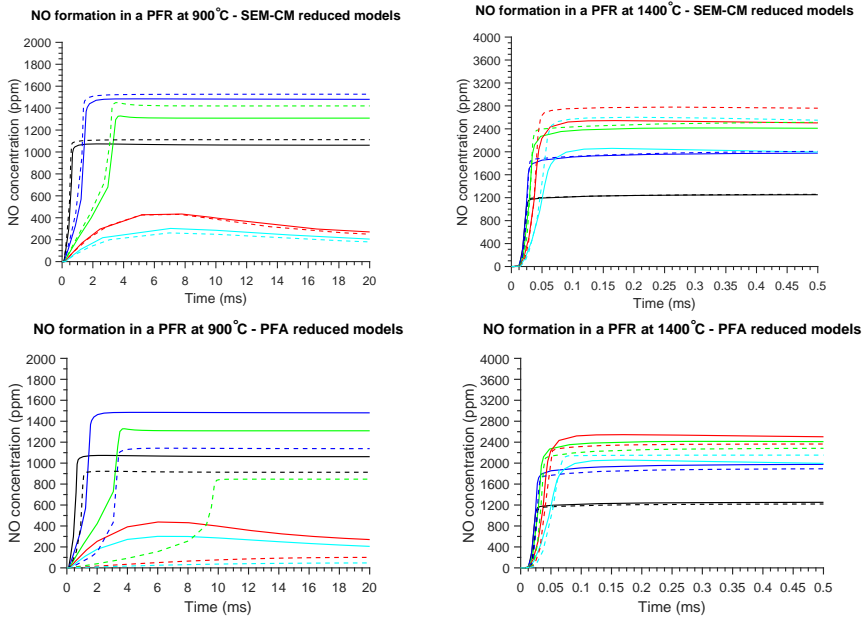 NO formation in a PFR at 900°C - SEM-CM reduced models
NO concentration (ppm)
2000
1800
1600
1400
1200
1000
800
600
400
200
0
0 2 4 6 8 10 12 14 16 18 20
Time (ms)
NO formation in a PFR at 1400°C - SEM-CM reduced models
NO concentration (ppm)
4000
3600
3200
2800
2400
2000
1600
1200
800
400
0
0 0.05 0.1 0.15 0.2 0.25 0.3 0.35 0.4 0.45 0.5
Time (ms)
NO formation in a PFR at 900°C - PFA reduced models
NO concentration (ppm)
2000
1800
1600
1400
1200
1000
800
600
400
200
0
0 2 4 6 8 10 12 14 16 18 20
Time (ms)
NO formation in a PFR at 1400°C - PFA reduced models
NO concentration (ppm)
4000
3600
3200
2800
2400
2000
1600
1200
800
400
0
0 0.05 0.1 0.15 0.2 0.25 0.3 0.35 0.4 0.45 0.5
Time (ms)